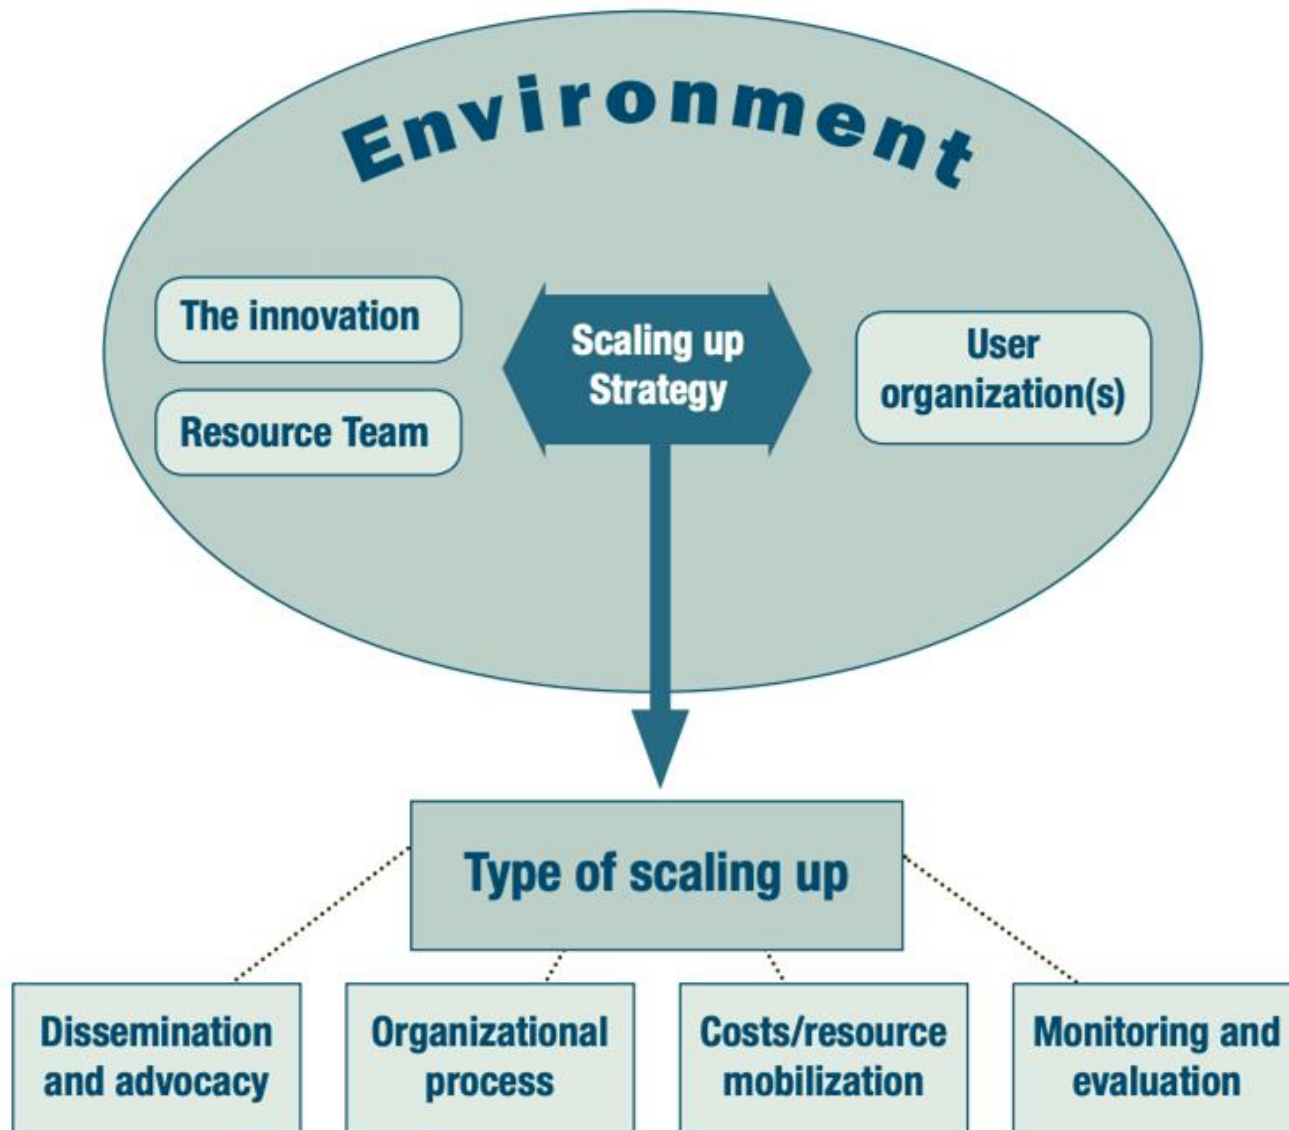 Environment
The innovation
Resource Team
Scaling up
Strategy
User
organization(s)
Type of scaling up
Dissemination
and advocacy
Organizational
process
Costs/resource
mobilization
Monitoring and
evaluation